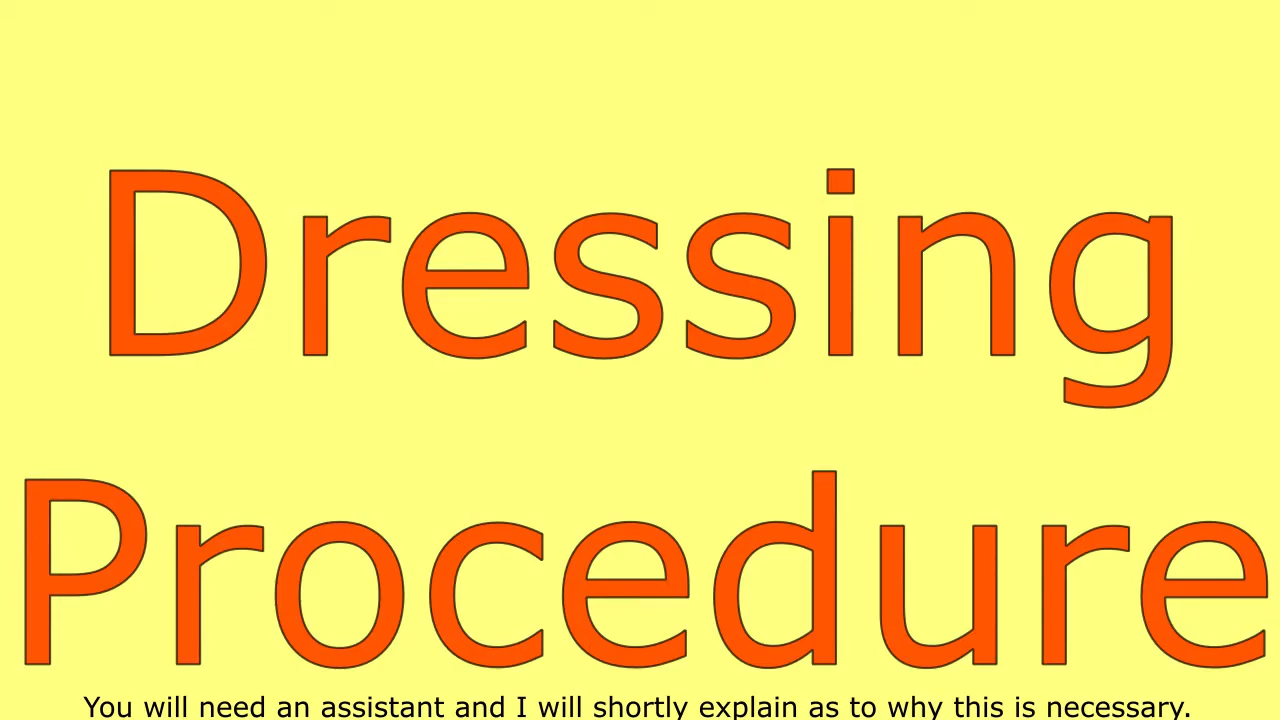 Dressing
Procedure
You will need an assistant and I will shortly explain as to why this is necessary.